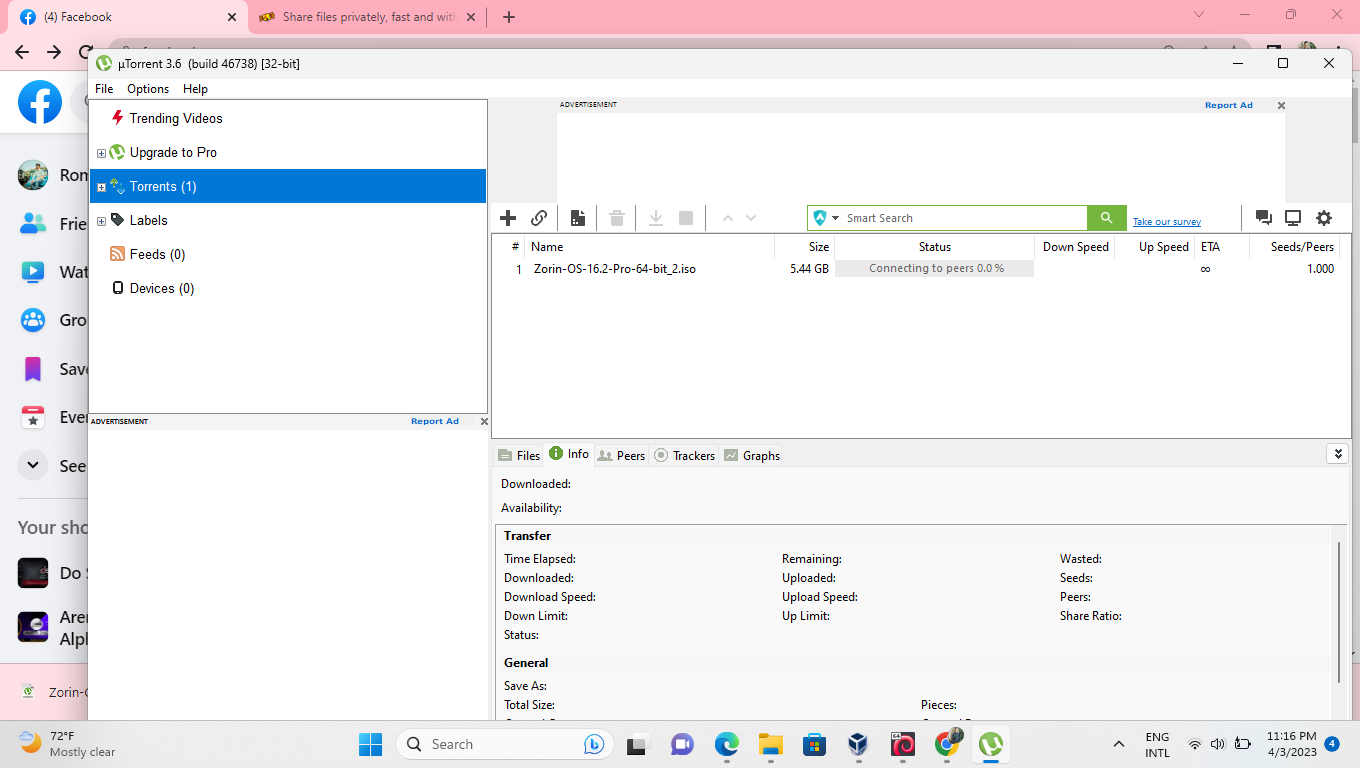 (4) Facebook
Share files privately, fast and with
µTorrent 3.6 (build 46738) [32-bit]
File Options Help
Trending Videos
Upgrade to Pro
Torrents (1)
Labels
Feeds (0)
Devices (0)
ADVERTISEMENT Report Ad
ADVERTISEMENT Report Ad
Smart Search
Take our survey
# Name Size Status Down Speed Up Speed ETA Seeds/Peers
1 Zorin-OS-16.2-Pro-64-bit_2.iso 5.44 GB Connecting to peers 0.0 % ∞ 1.000
Files Info Peers Trackers Graphs
Downloaded:
Availability:
Transfer
Time Elapsed: Remaining: Wasted:
Downloaded: Uploaded: Seeds:
Download Speed: Upload Speed: Peers:
Down Limit: Up Limit: Share Ratio:
Status:
General
Save As:
Total Size: Pieces:
Ron
Frie
Wat
Gro
Save
Eve
See
Your sho
Do
Aren
Alph
Zorin-O
72°F
Mostly clear
Search
ENG
INTL
11:16 PM
4/3/2023
4